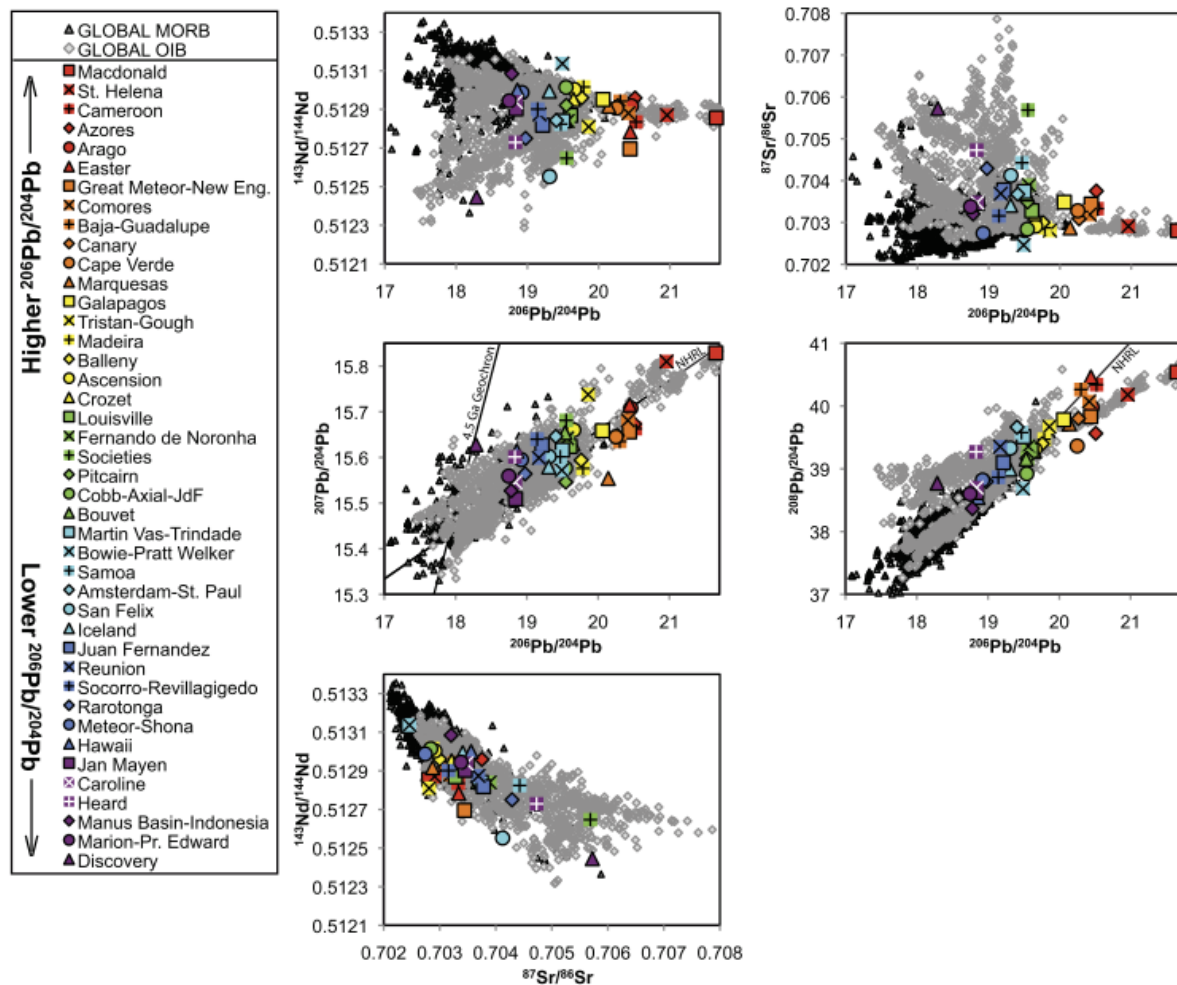 GLOBAL MORB
GLOBAL OIB
Higher 206Pb/204Pb
Lower 206Pb/204Pb
Macdonald
St. Helena
Cameroon
Azores
Arago
Easter
Great Meteor-New Eng.
Comores
Baja-Guadalupe
Canary
Cape Verde
Marquesas
Galapagos
Tristan-Gough
Madeira
Balleny
Ascension
Crozet
Louisville
Fernando de Noronha
Societies
Pitcairn
Cobb-Axial-JdF
Bouvet
Martin Vas-Trindade
Bowie-Pratt Welker
Samoa
Amsterdam-St. Paul
San Felix
Iceland
Juan Fernandez
Reunion
Socorro-Revillagigedo
Rarotonga
Meteor-Shona
Hawaii
Jan Mayen
Caroline
Heard
Manus Basin-Indonesia
Marion-Pr. Edward
Discovery
143Nd/144Nd
0.5133
0.5131
0.5129
0.5127
0.5125
0.5123
0.5121
17 18 19 20 21
206Pb/204Pb
87Sr/86Sr
0.708
0.707
0.706
0.705
0.704
0.703
0.702
17 18 19 20 21
206Pb/204Pb
207Pb/204Pb
15.8
15.7
15.6
15.5
15.4
15.3
4.5 Ga Geochron
NHRL
17 18 19 20 21
206Pb/204Pb
208Pb/204Pb
41
40
39
38
37
NHRL
17 18 19 20 21
206Pb/204Pb
143Nd/144Nd
0.5133
0.5131
0.5129
0.5127
0.5125
0.5123
0.5121
0.702 0.703 0.704 0.705 0.706 0.707 0.708
87Sr/86Sr